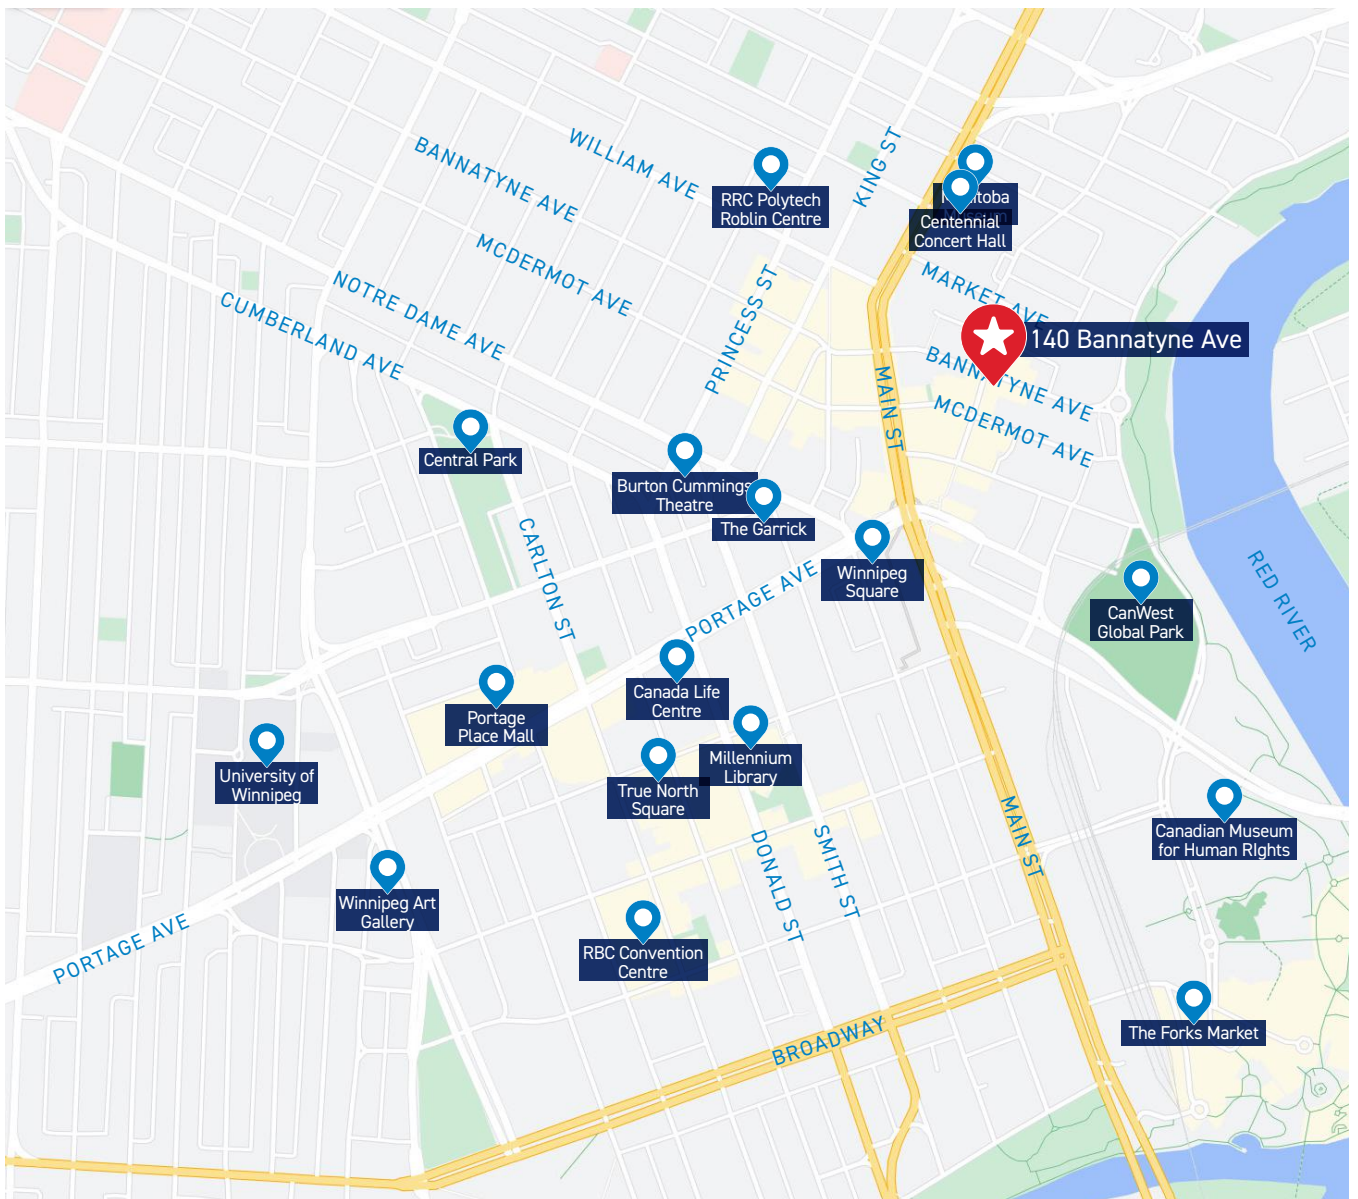 WILLIAM AVE
BANNATYNE AVE
KING ST
RRC Polytech
Roblin Centre
Manitoba
Museum
Centennial
Concert Hall
MCDERMOT AVE
MARKET AVE
NOTRE DAME AVE
CUMBERLAND AVE
PRINCESS ST
140 Bannatyne Ave
BANNATYNE AVE
MAIN ST
MCDERMOT AVE
Central Park
Burton Cummings
Theatre
The Garrick
CARLTON ST
Winnipeg
Square
PORTAGE AVE
CanWest
Global Park
RED RIVER
Canada Life
Centre
Portage
Place Mall
Millennium
Library
University of
Winnipeg
True North
Square
MAIN ST
Canadian Museum
for Human RIghts
DONALD ST
SMITH ST
Winnipeg Art
Gallery
PORTAGE AVE
RBC Convention
Centre
BROADWAY
The Forks Market